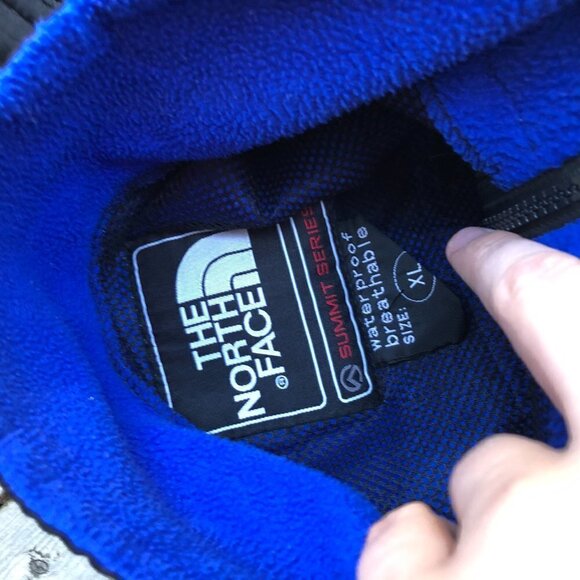 THE
NORTH
FACE®
SUMMIT SERIES
waterproof
breathable
SIZE: XL